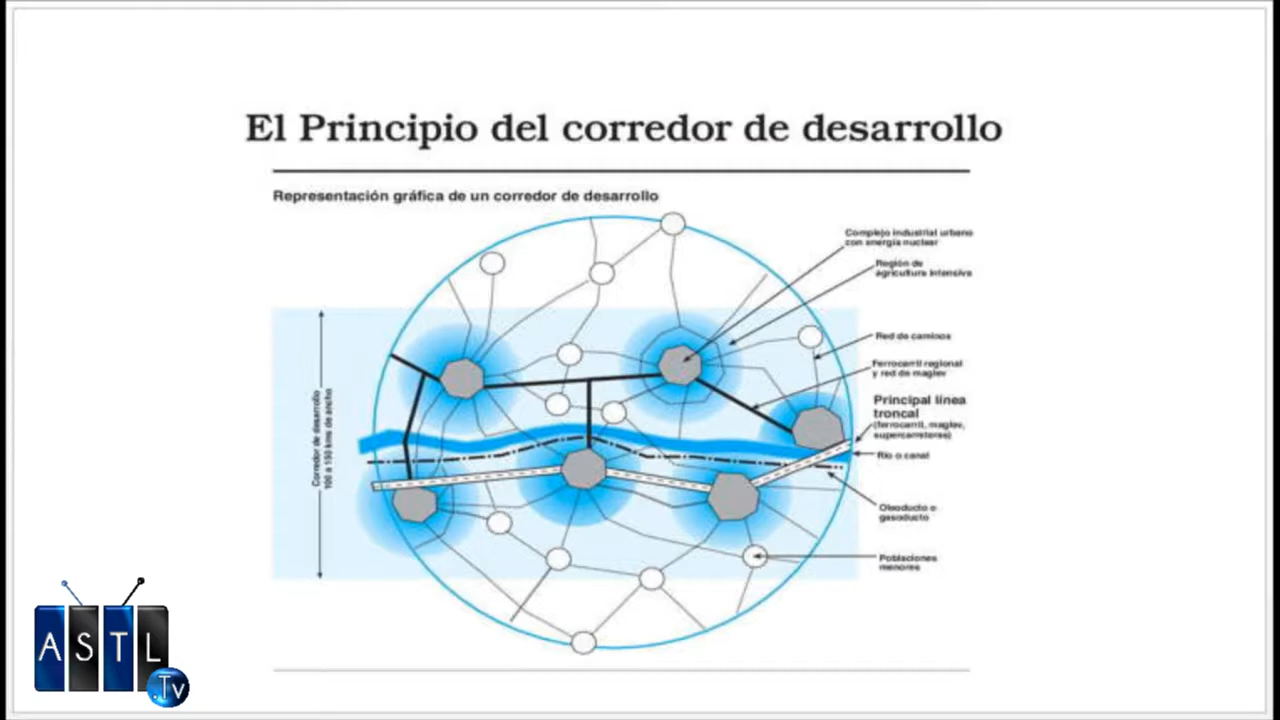 El Principio del corredor de desarrollo
Representación gráfica de un corredor de desarrollo
Complejo industrial urbano
con energía nuclear
Región de
agricultura intensiva
Red de caminos
Ferrocarril regional
y red de maglev
Principal línea
troncal
(ferrocarril, maglev,
supercarreteras)
Río o canal
Oleoducto o
gasoducto
Poblaciones
menores
Corredor de desarrollo
100 a 150 kms de ancho
ASTL
.Tv